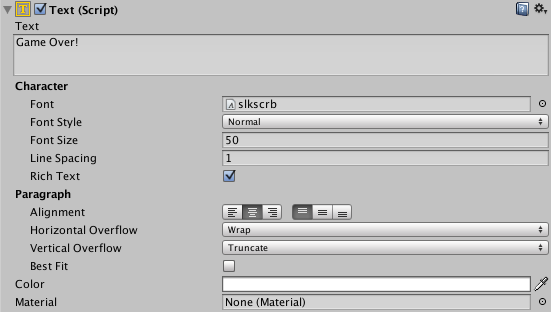 Text (Script)
Text
Game Over!
Character
Font slkscrb
Font Style Normal
Font Size 50
Line Spacing 1
Rich Text
Paragraph
Alignment
Horizontal Overflow Wrap
Vertical Overflow Truncate
Best Fit
Color
Material None (Material)